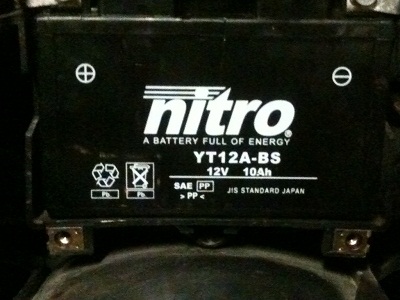 nitro®
A BATTERY FULL OF ENERGY
YT12A-BS
12V 10Ah
Pb Pb
SAE PP
> PP <
JIS STANDARD JAPAN